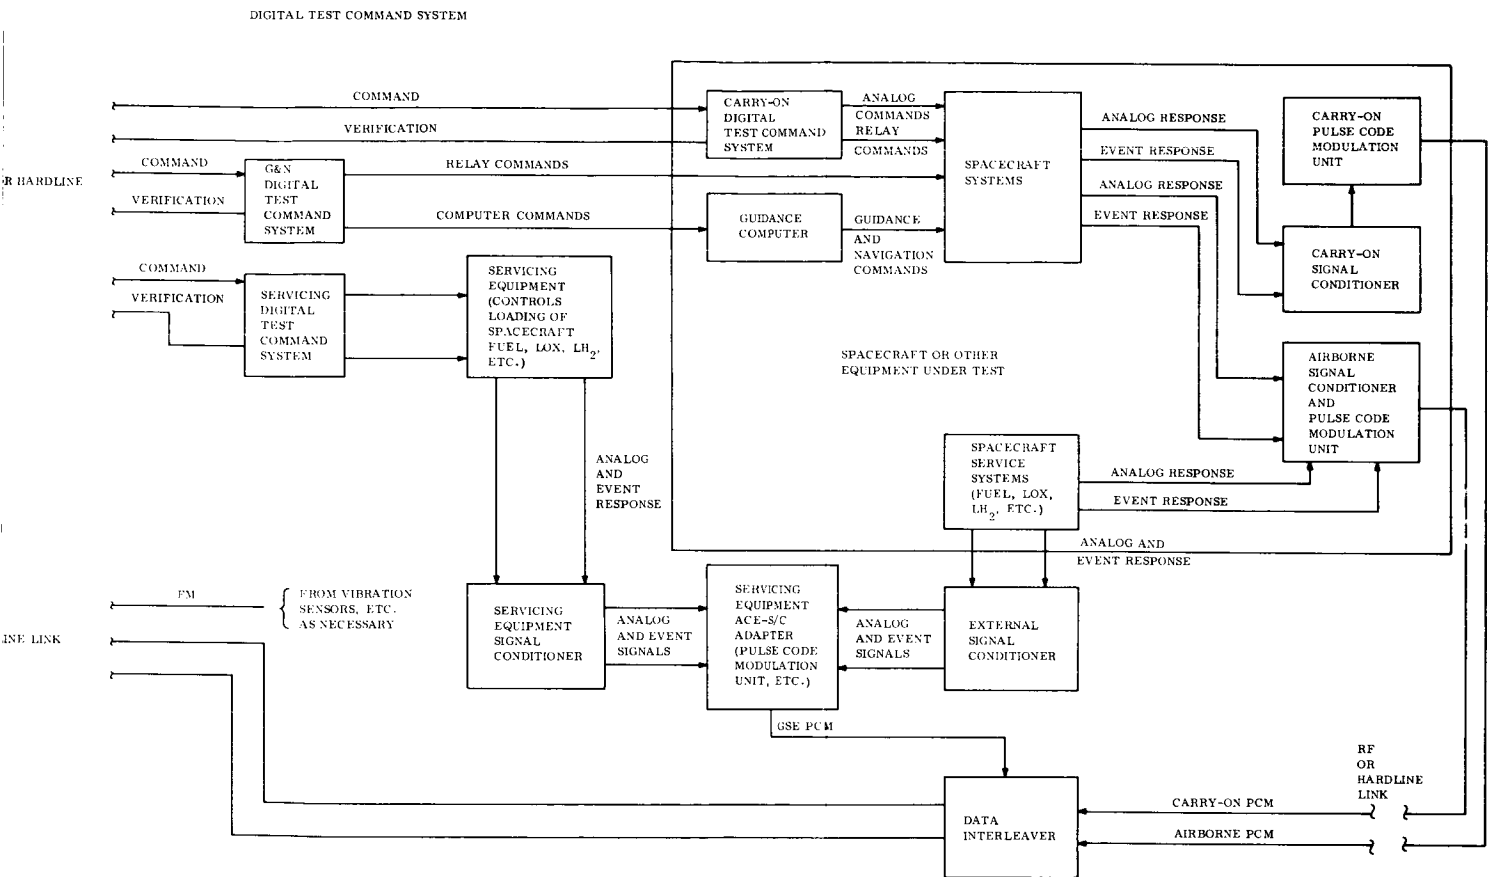 DIGITAL TEST COMMAND SYSTEM
COMMAND
VERIFICATION
COMMAND
VERIFICATION
R HARDLINE
G&N
DIGITAL
TEST
COMMAND
SYSTEM
RELAY COMMANDS
COMPUTER COMMANDS
COMMAND
VERIFICATION
SERVICING
DIGITAL
TEST
COMMAND
SYSTEM
SERVICING
EQUIPMENT
(CONTROLS
LOADING OF
SPACECRAFT
FUEL, LOX, LH2,
ETC.)
CARRY-ON
DIGITAL
TEST COMMAND
SYSTEM
ANALOG
COMMANDS
RELAY
COMMANDS
GUIDANCE
COMPUTER
GUIDANCE
AND
NAVIGATION
COMMANDS
SPACECRAFT
SYSTEMS
ANALOG RESPONSE
EVENT RESPONSE
ANALOG RESPONSE
EVENT RESPONSE
CARRY-ON
PULSE CODE
MODULATION
UNIT
CARRY-ON
SIGNAL
CONDITIONER
AIRBORNE
SIGNAL
CONDITIONER
AND
PULSE CODE
MODULATION
UNIT
SPACECRAFT OR OTHER
EQUIPMENT UNDER TEST
SPACECRAFT
SERVICE
SYSTEMS
(FUEL, LOX,
LH2, ETC.)
ANALOG RESPONSE
EVENT RESPONSE
ANALOG AND
EVENT RESPONSE
ANALOG
AND
EVENT
RESPONSE
FM
FROM VIBRATION
SENSORS, ETC.
AS NECESSARY
INE LINK
SERVICING
EQUIPMENT
SIGNAL
CONDITIONER
ANALOG
AND EVENT
SIGNALS
SERVICING
EQUIPMENT
ACE-S/C
ADAPTER
(PULSE CODE
MODULATION
UNIT, ETC.)
ANALOG
AND EVENT
SIGNALS
EXTERNAL
SIGNAL
CONDITIONER
GSE PCM
DATA
INTERLEAVER
CARRY-ON PCM
AIRBORNE PCM
RF
OR
HARDLINE
LINK